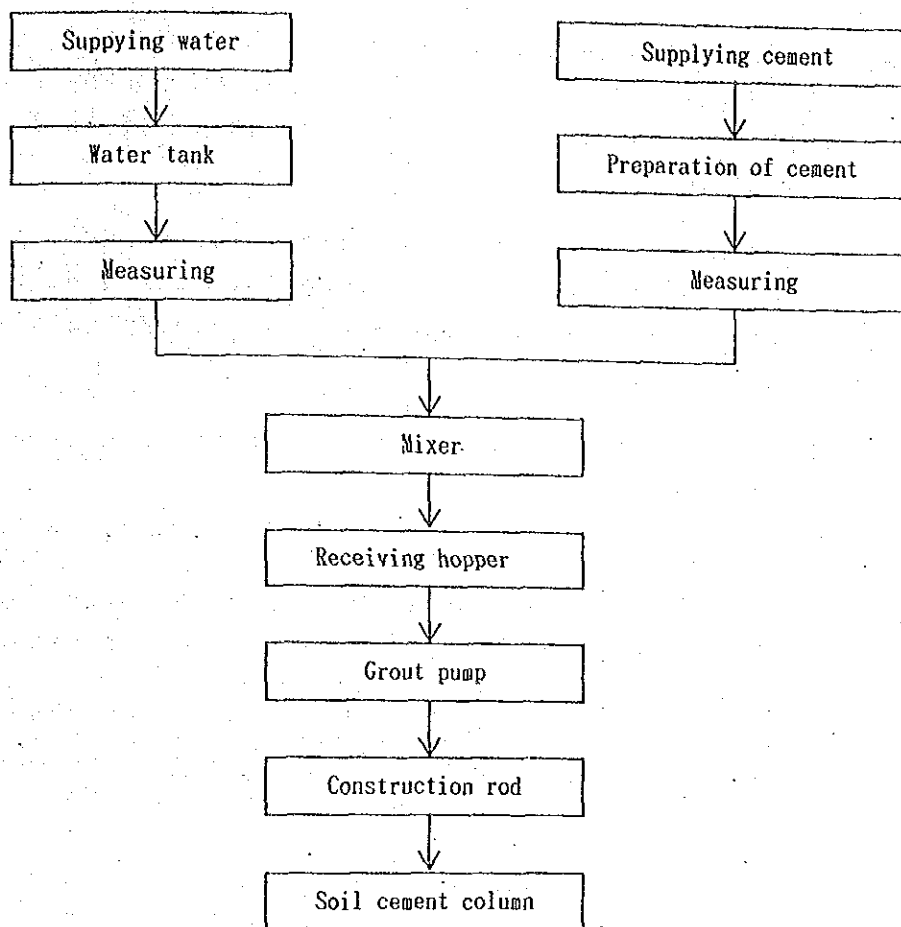 Suppying water
Supplying cement
Water tank
Preparation of cement
Measuring
Measuring
Mixer
Receiving hopper
Grout pump
Construction rod
Soil cement column